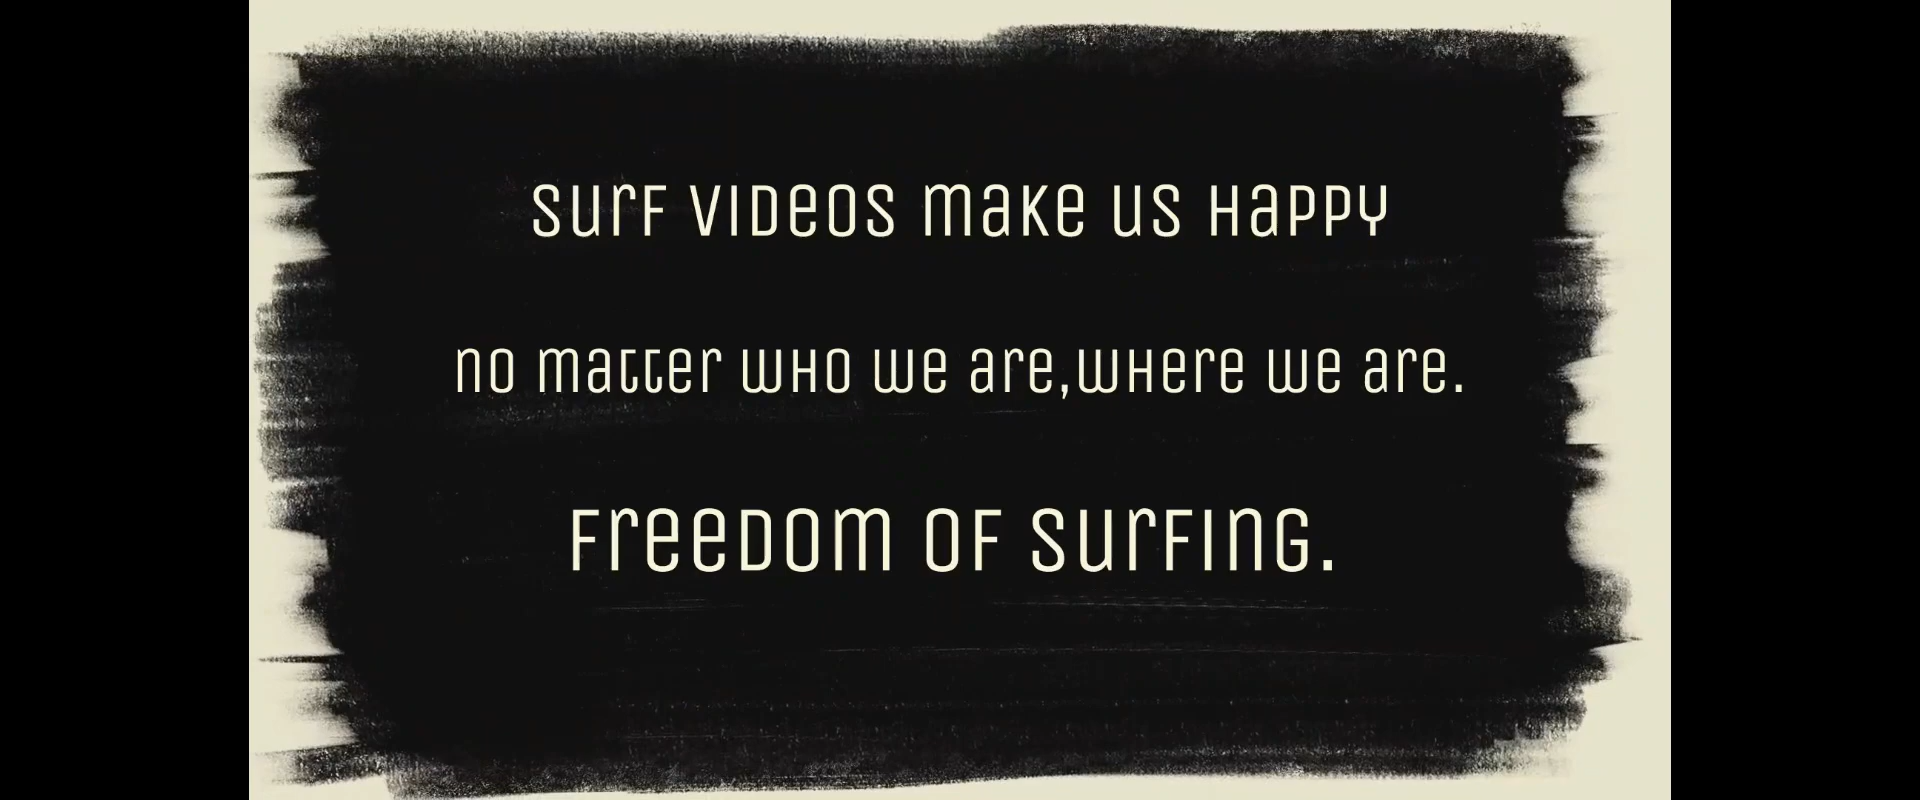 surf videos make us happy
no matter who we are,where we are.
freedom of surfing.